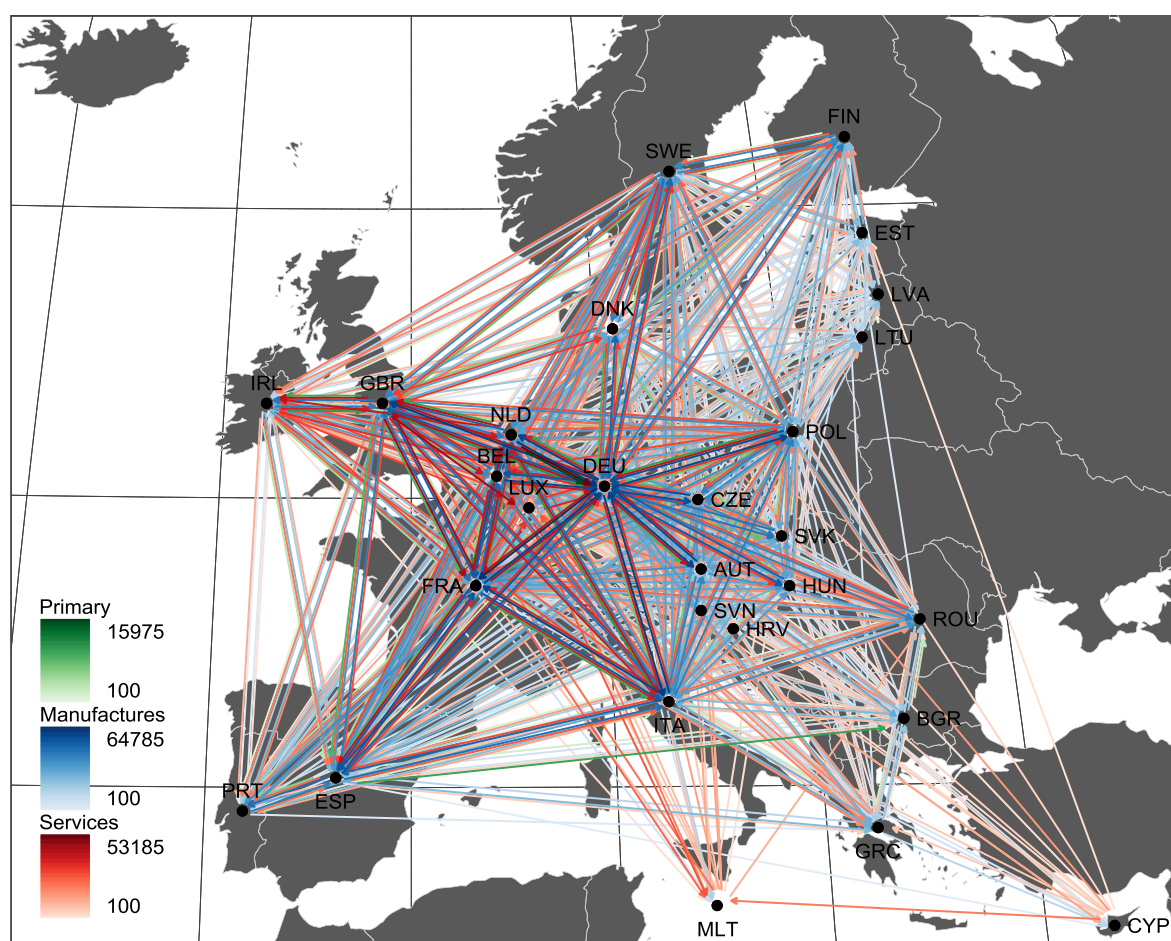 FIN
SWE
EST
LVA
DNK
LTU
IRL
GBR
NLD
POL
BEL
DEU
LUX
CZE
SVK
AUT
FRA
HUN
Primary
SVN
ROU
15975
HRV
100
Manufactures
ITA
BGR
64785
PRT
100
ESP
Services
53185
GRC
100
MLT
CYP